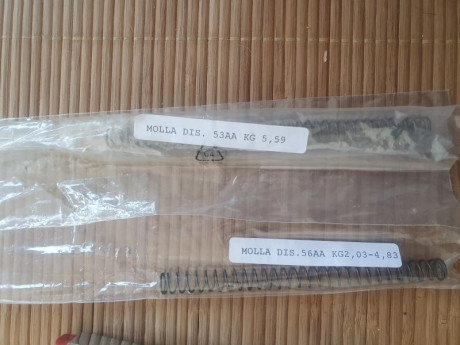 MOLLA DIS. 53AA KG 5,59
MOLLA DIS.56AA KG2,03-4,83